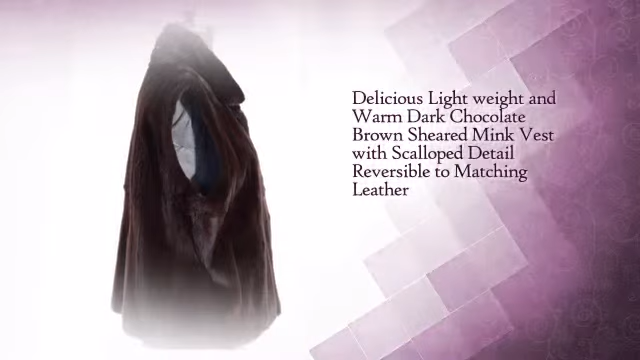 Delicious Light weight and
Warm Dark Chocolate
Brown Sheared Mink Vest
with Scalloped Detail
Reversible to Matching
Leather